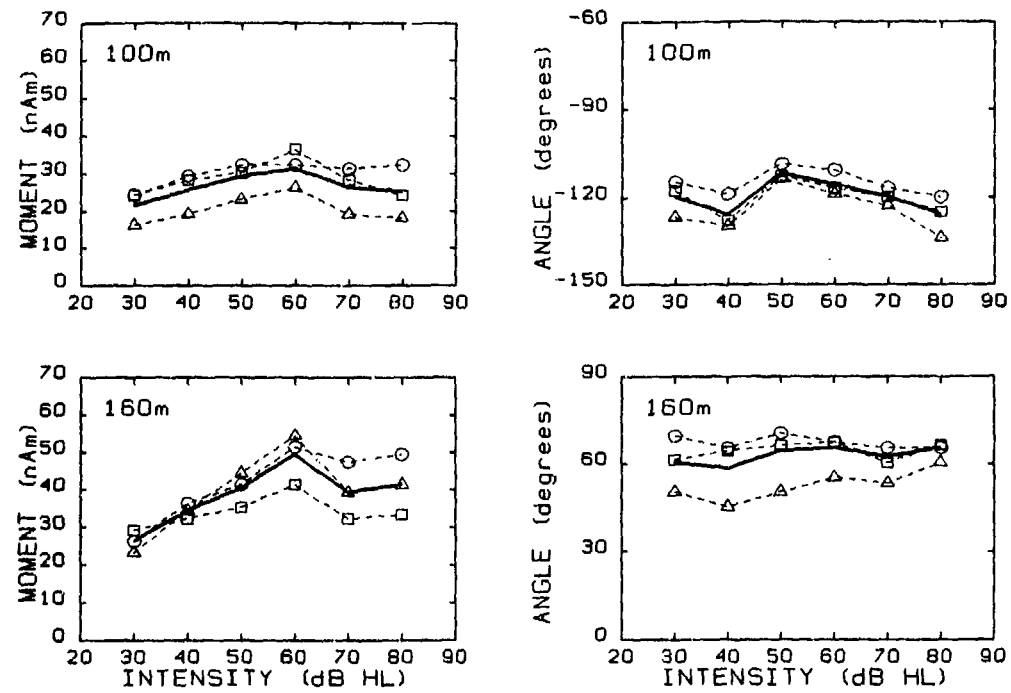 70
60
50
40
30
20
10
0
MOMENT (nAm)
100m
20 30 40 50 60 70 80 90
-60
-90
-120
-150
ANGLE (degrees)
100m
20 30 40 50 60 70 80 90
70
60
50
40
30
20
10
0
MOMENT (nAm)
160m
20 30 40 50 60 70 80 90
INTENSITY (dB HL)
90
60
30
0
ANGLE (degrees)
160m
20 30 40 50 60 70 80 90
INTENSITY (dB HL)